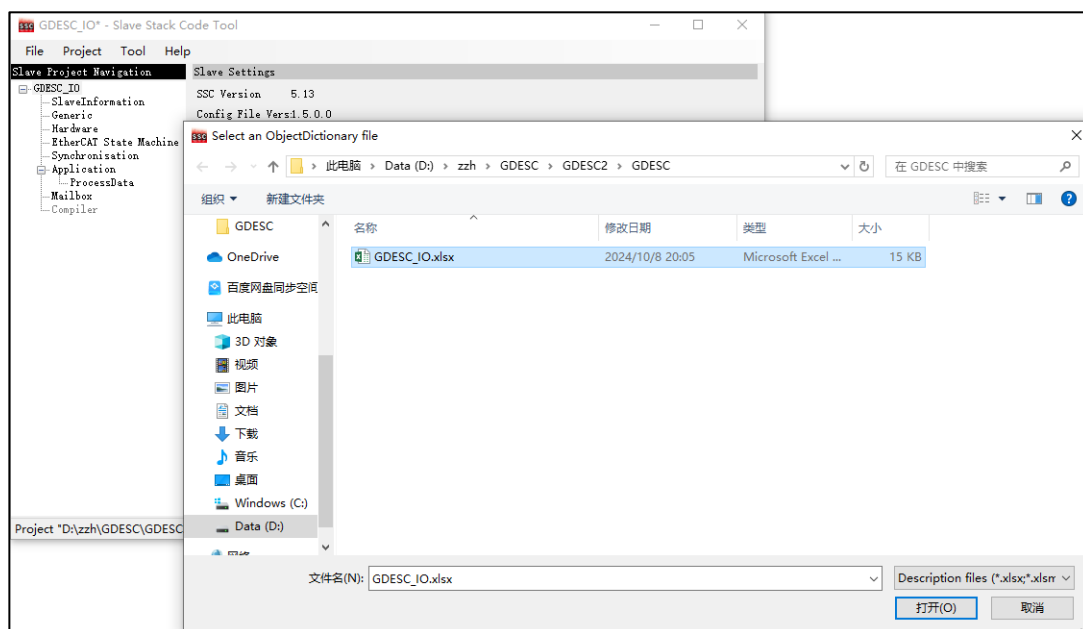 GDESC_IO* - Slave Stack Code Tool
File Project Tool Help
Slave Project Navigation
Slave Settings
GDESC_IO
SlaveInformation
Generic
Hardware
EtherCAT State Machine
Synchronisation
Application
ProcessData
Mailbox
Compiler
SSC Version 5.13
Config File Vers:1.5.0.0
SSC Select an ObjectDictionary file
此电脑 > Data (D:) > zzh > GDESC > GDESC2 > GDESC
在 GDESC 中搜索
组织 新建文件夹
GDESC
OneDrive
百度网盘同步空间
此电脑
3D 对象
视频
图片
文档
下载
音乐
桌面
Windows (C:)
Data (D:)
名称 修改日期 类型 大小
GDESC_IO.xlsx 2024/10/8 20:05 Microsoft Excel ... 15 KB
Project "D:\zzh\GDESC\GDESC
文件名(N): GDESC_IO.xlsx
Description files (*.xlsx;*.xlsm
打开(O) 取消